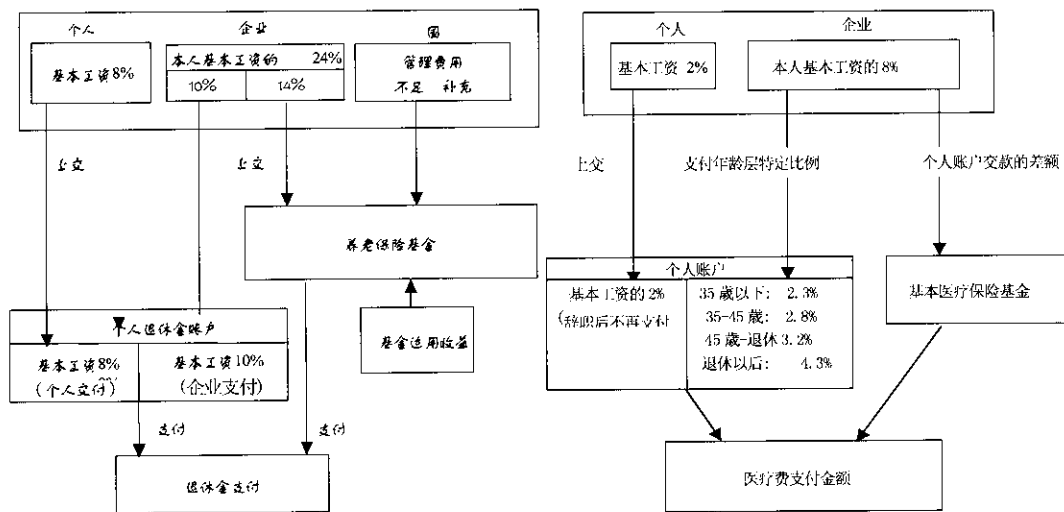 个人
企业
国
基本工资8%
本人基本工资的 24%
10%
14%
管理费用
不足 补充
上交
上交
养老保险基金
基金运用收益
个人退休金账户
基本工资8%
(个人交付)
基本工资10%
(企业支付)
支付
支付
退休金支付
个人
企业
基本工资 2%
本人基本工资的 8%
上交
支付年龄层特定比例
个人账户交款的差额
个人账户
基本工资的2%
(辞职后不再支付
35 歳以下: 2.3%
35-45 歳: 2.8%
45 歳-退休 3.2%
退休以后: 4.3%
基本医疗保险基金
医疗费支付金额